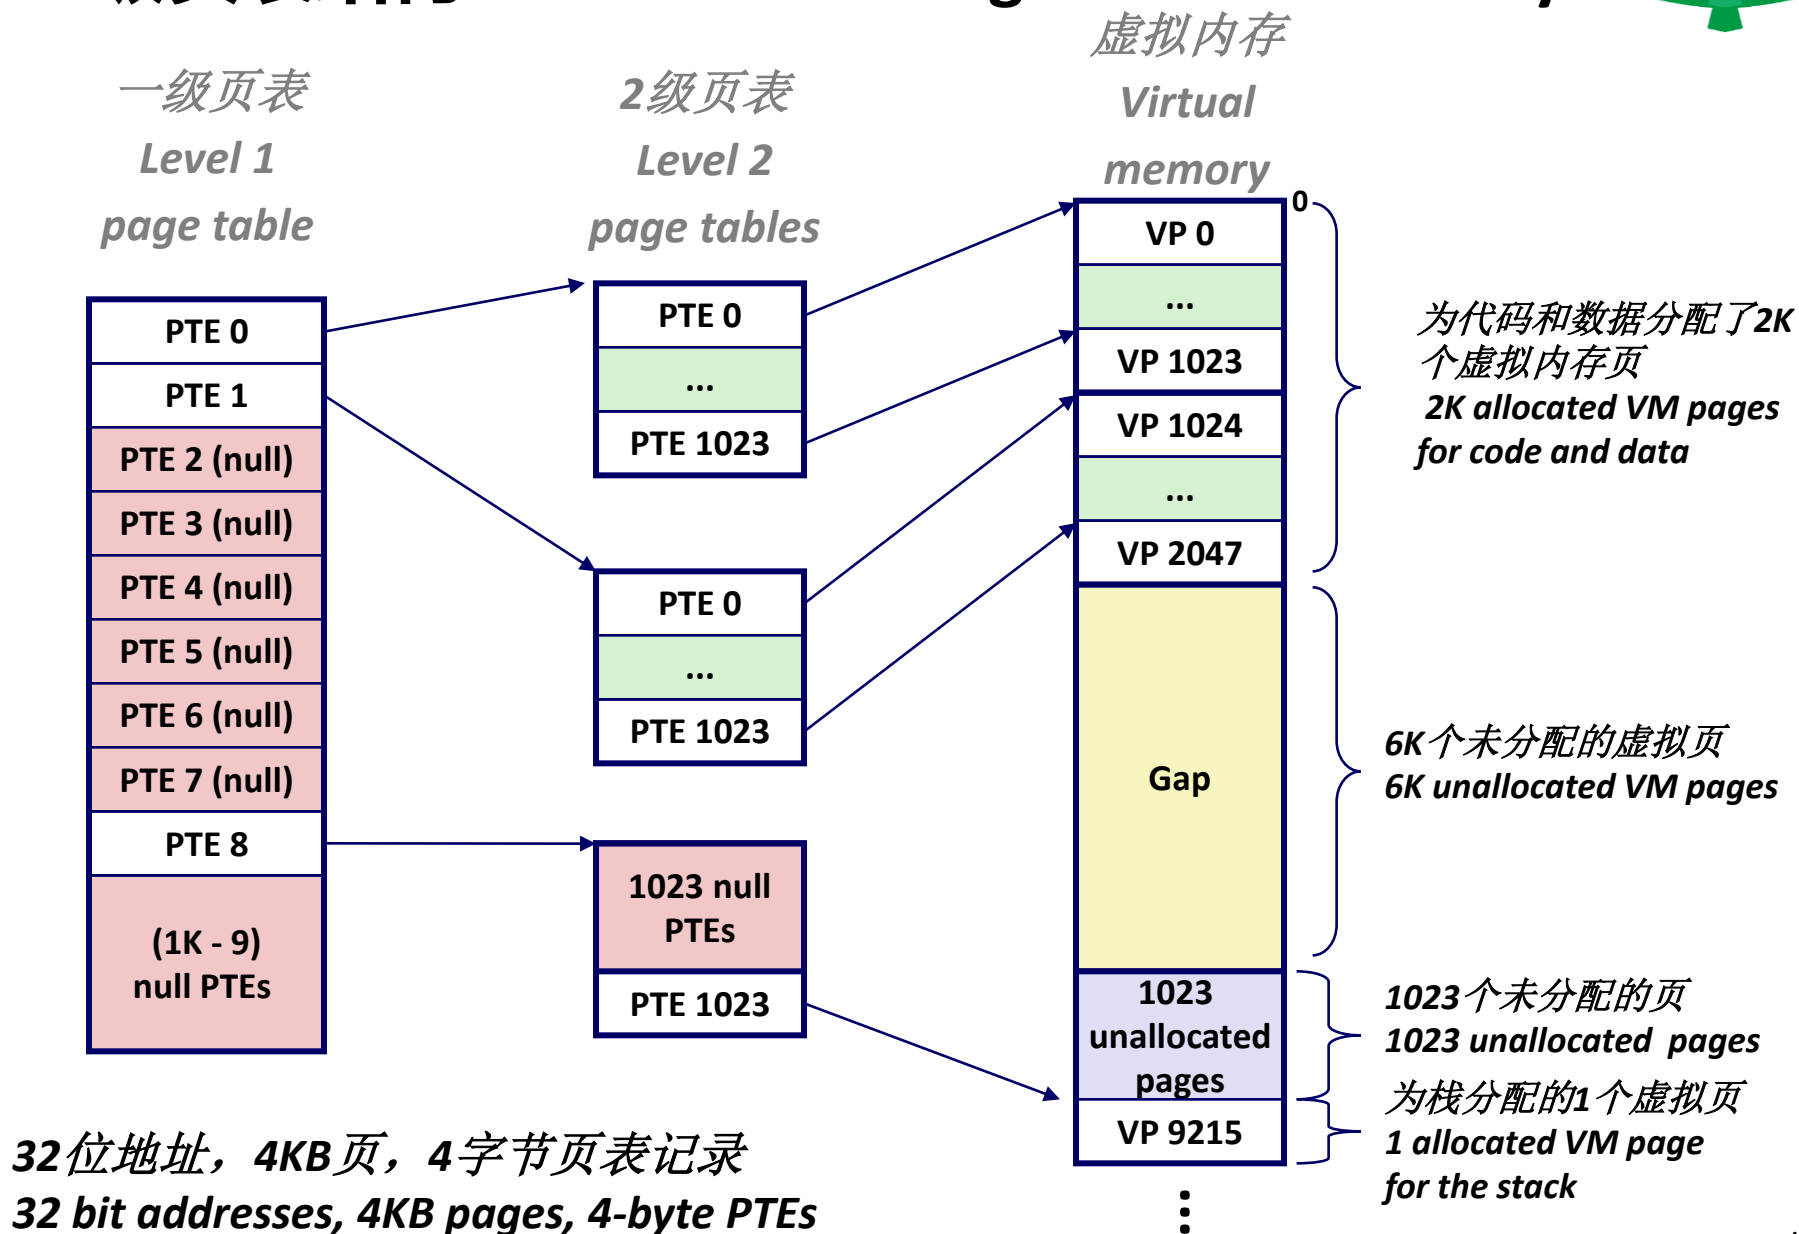 一级页表
Level 1
page table
2级页表
Level 2
page tables
虚拟内存
Virtual
memory
PTE 0
PTE 1
PTE 2 (null)
PTE 3 (null)
PTE 4 (null)
PTE 5 (null)
PTE 6 (null)
PTE 7 (null)
PTE 8
(1K - 9)
null PTEs
PTE 0
...
PTE 1023
PTE 0
...
PTE 1023
1023 null
PTEs
PTE 1023
0
VP 0
...
VP 1023
VP 1024
...
VP 2047
Gap
1023
unallocated
pages
VP 9215
为代码和数据分配了2K
个虚拟内存页
2K allocated VM pages
for code and data
6K个未分配的虚拟页
6K unallocated VM pages
1023个未分配的页
1023 unallocated pages
为栈分配的1个虚拟页
1 allocated VM page
for the stack
32位地址，4KB页，4字节页表记录
32 bit addresses, 4KB pages, 4-byte PTEs